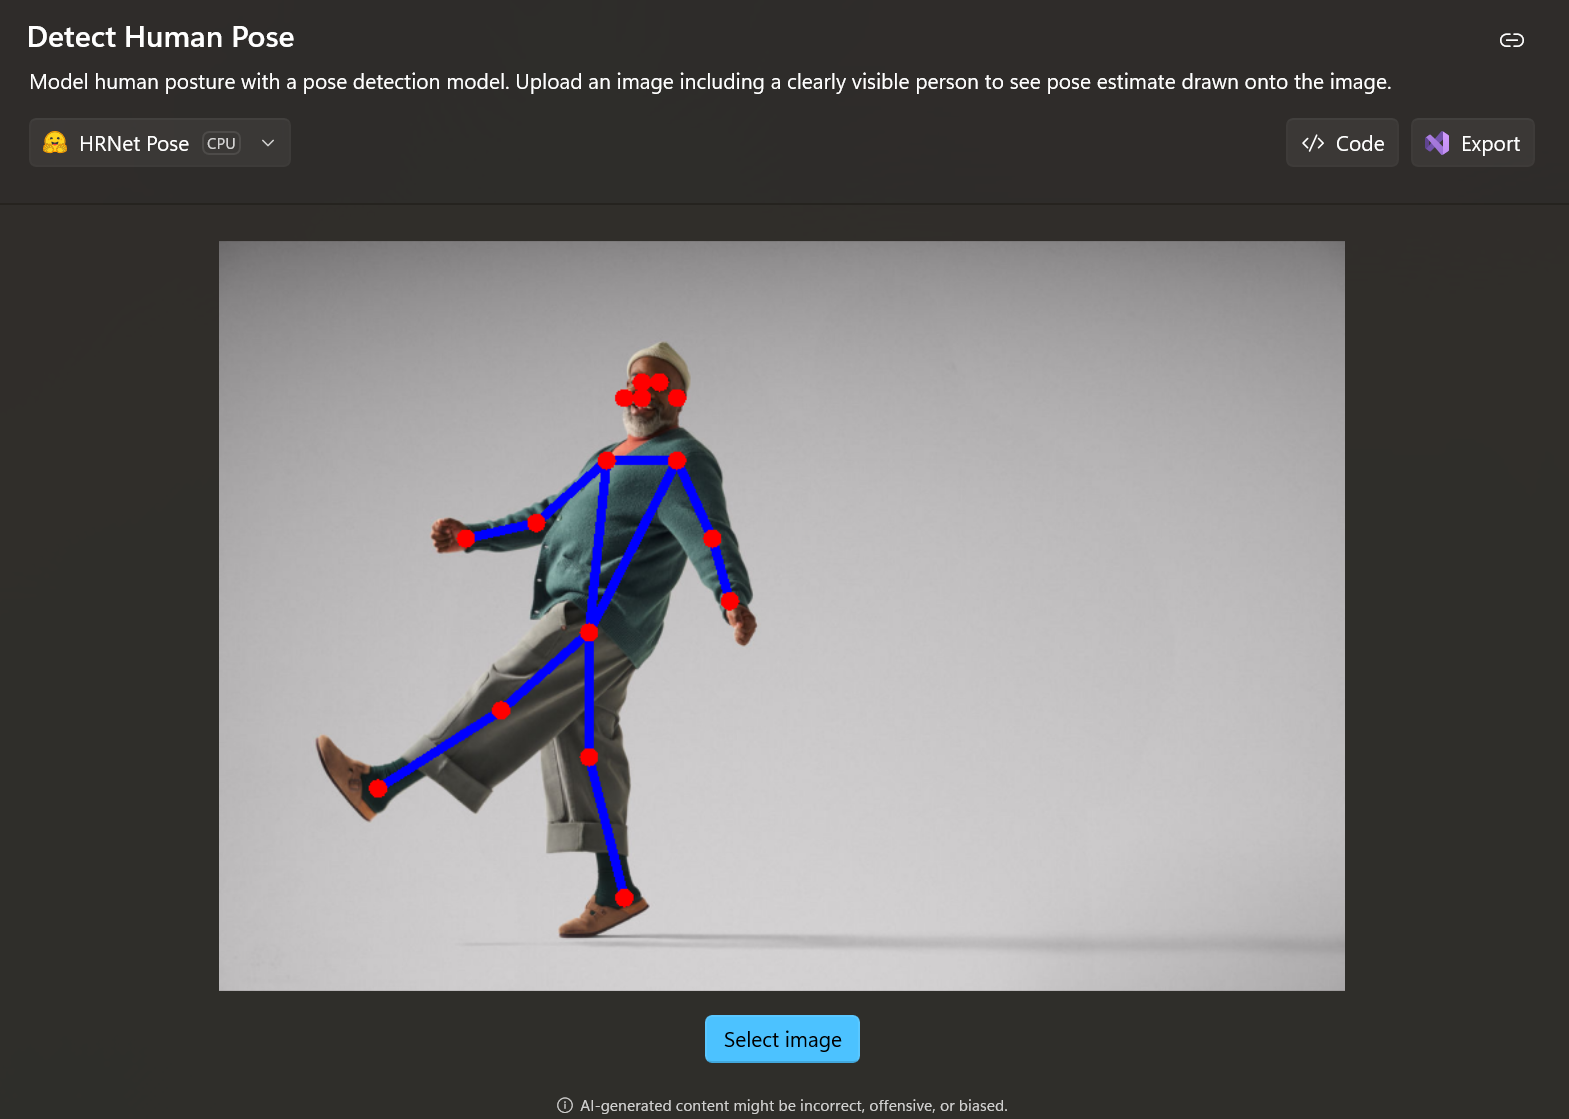 Detect Human Pose
Model human posture with a pose detection model. Upload an image including a clearly visible person to see pose estimate drawn onto the image.
HRNet Pose CPU
Code
Export
Select image
AI-generated content might be incorrect, offensive, or biased.